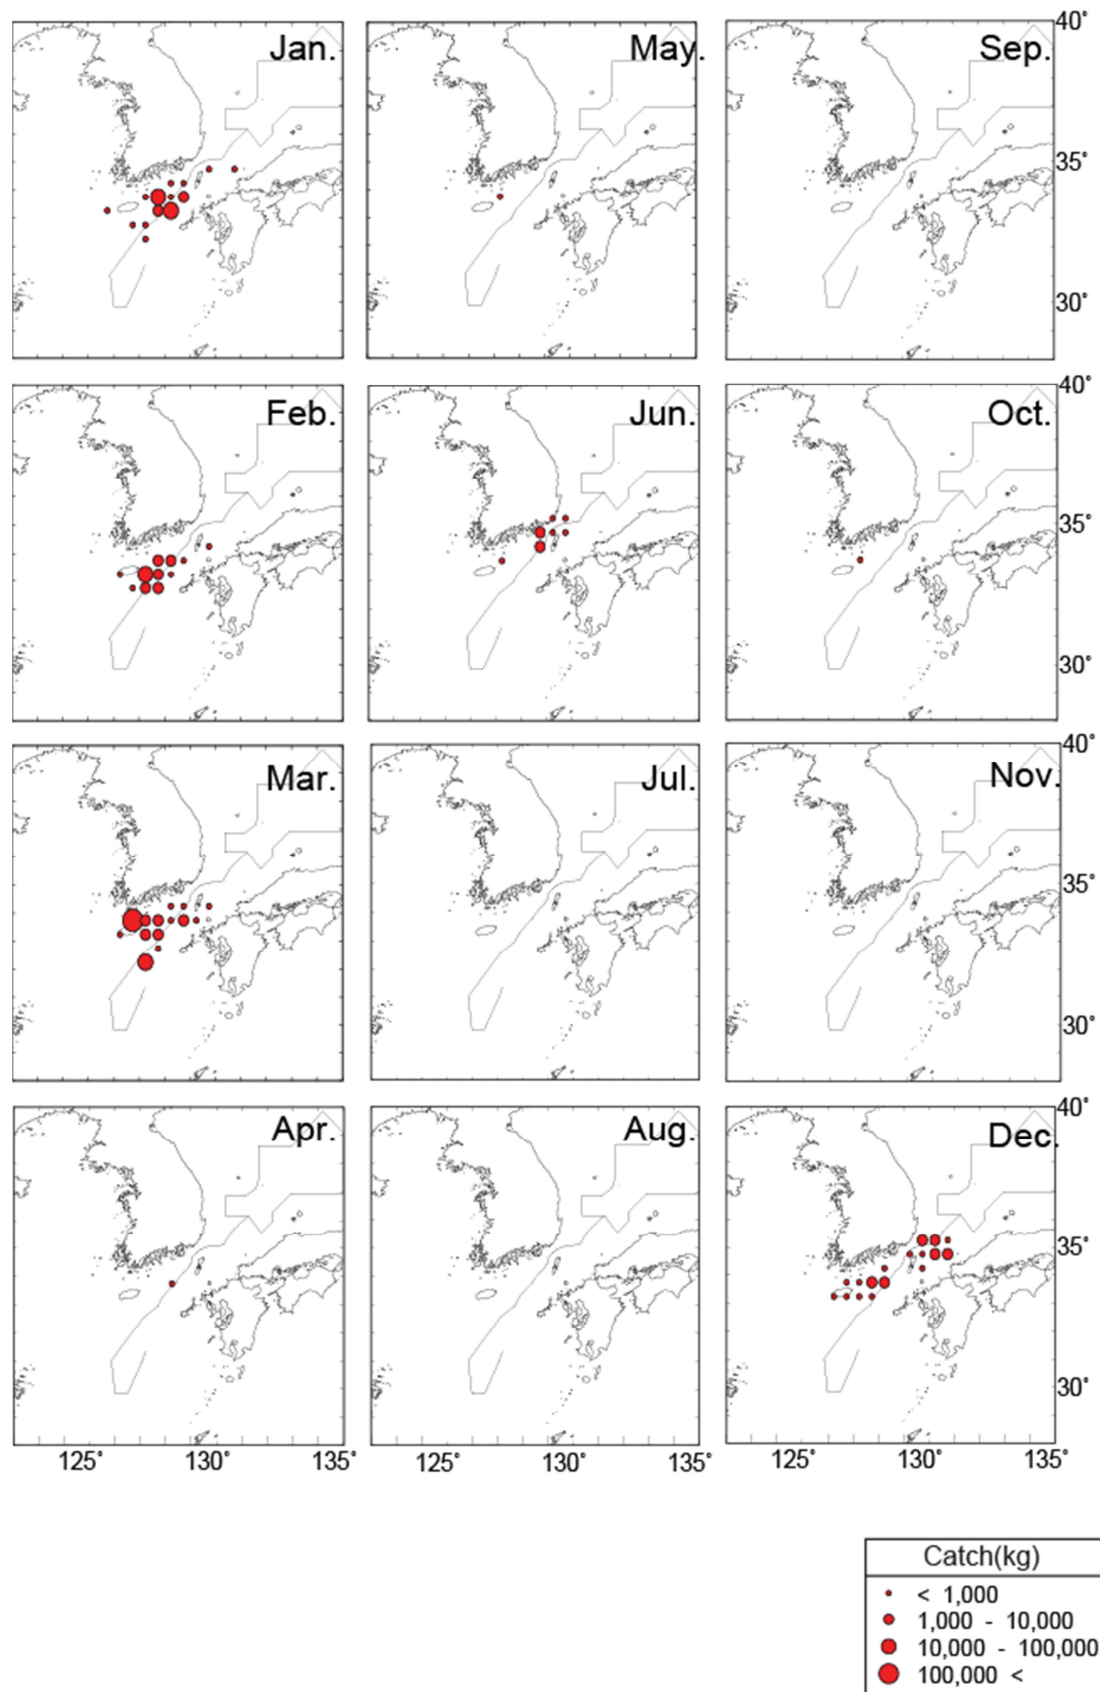 Jan.
May.
Sep.
40°
35°
30°
Feb.
Jun.
Oct.
40°
35°
30°
Mar.
Jul.
Nov.
40°
35°
30°
Apr.
Aug.
Dec.
40°
35°
30°
125° 130° 135°
125° 130° 135°
125° 130° 135°
Catch(kg)
< 1,000
1,000 - 10,000
10,000 - 100,000
100,000 <